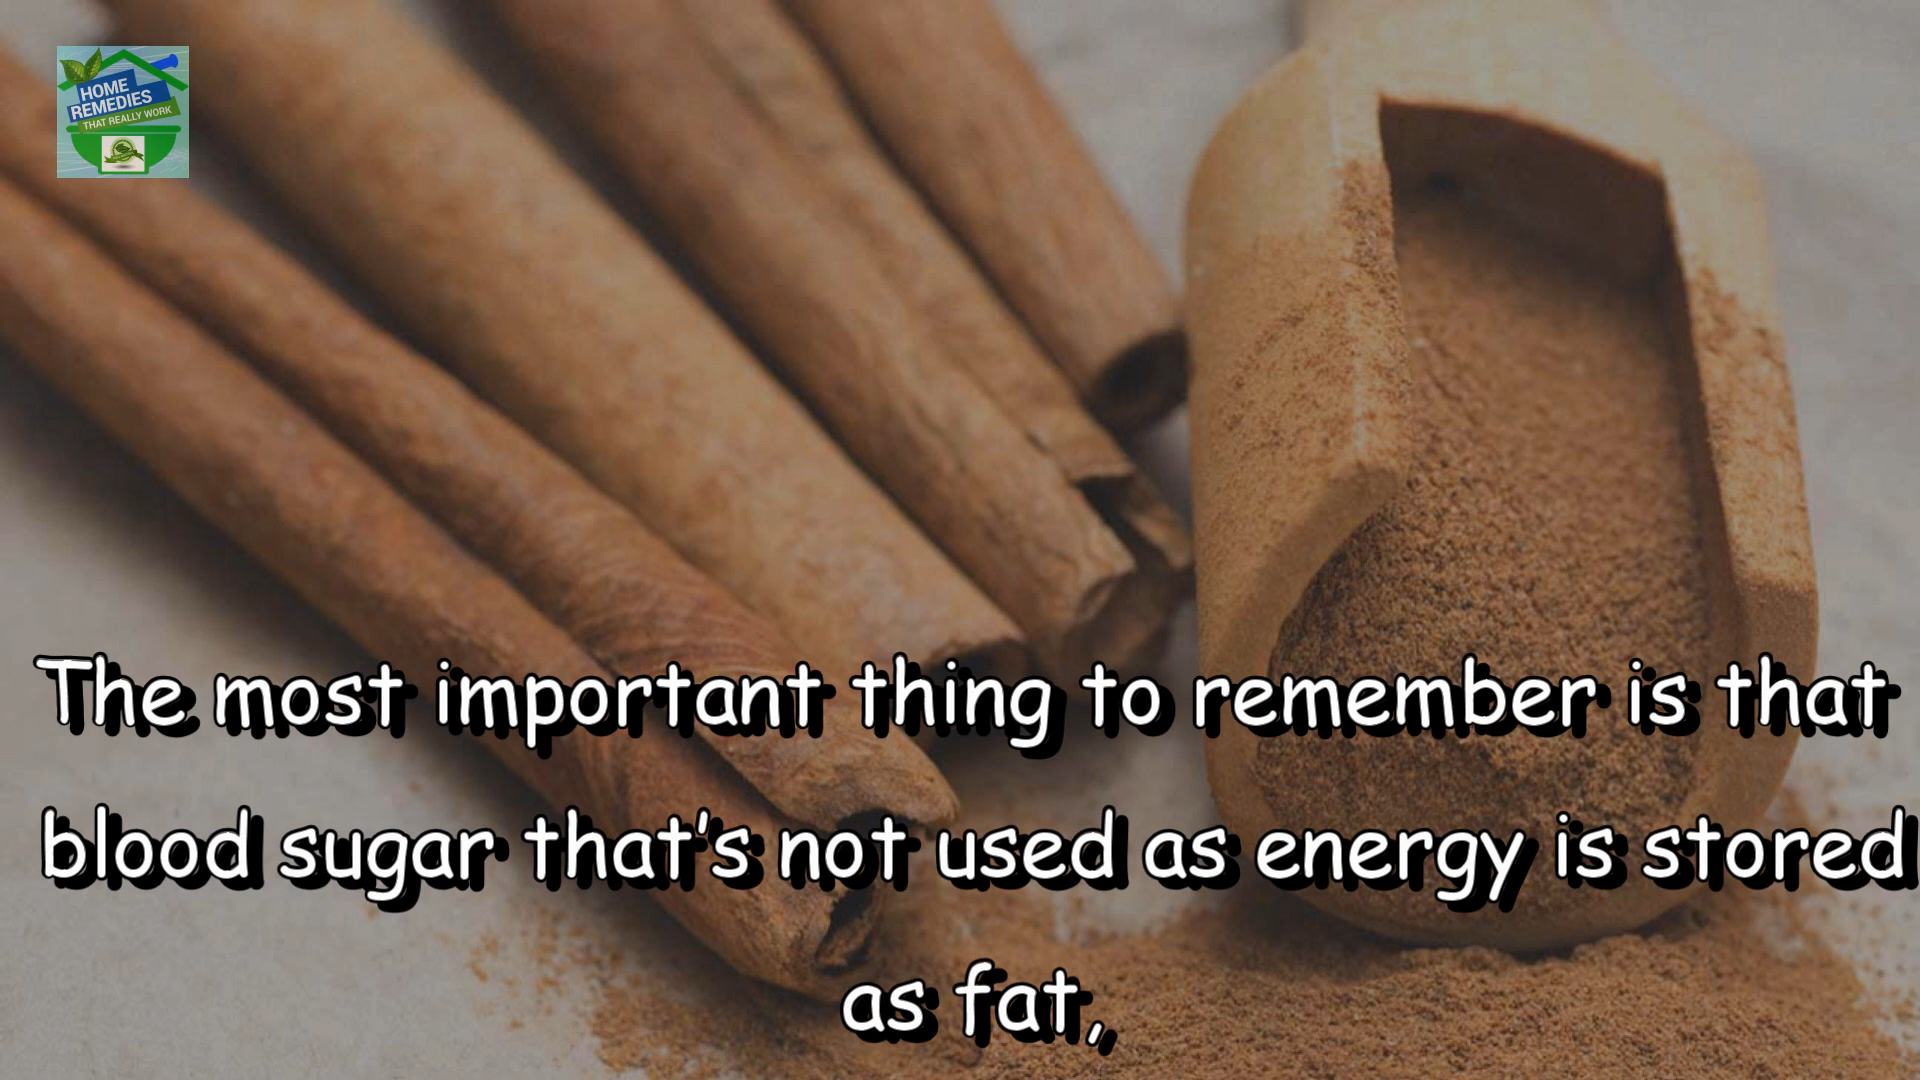 HOME
REMEDIES
THAT REALLY WORK
The most important thing to remember is that
blood sugar that's not used as energy is stored
as fat,